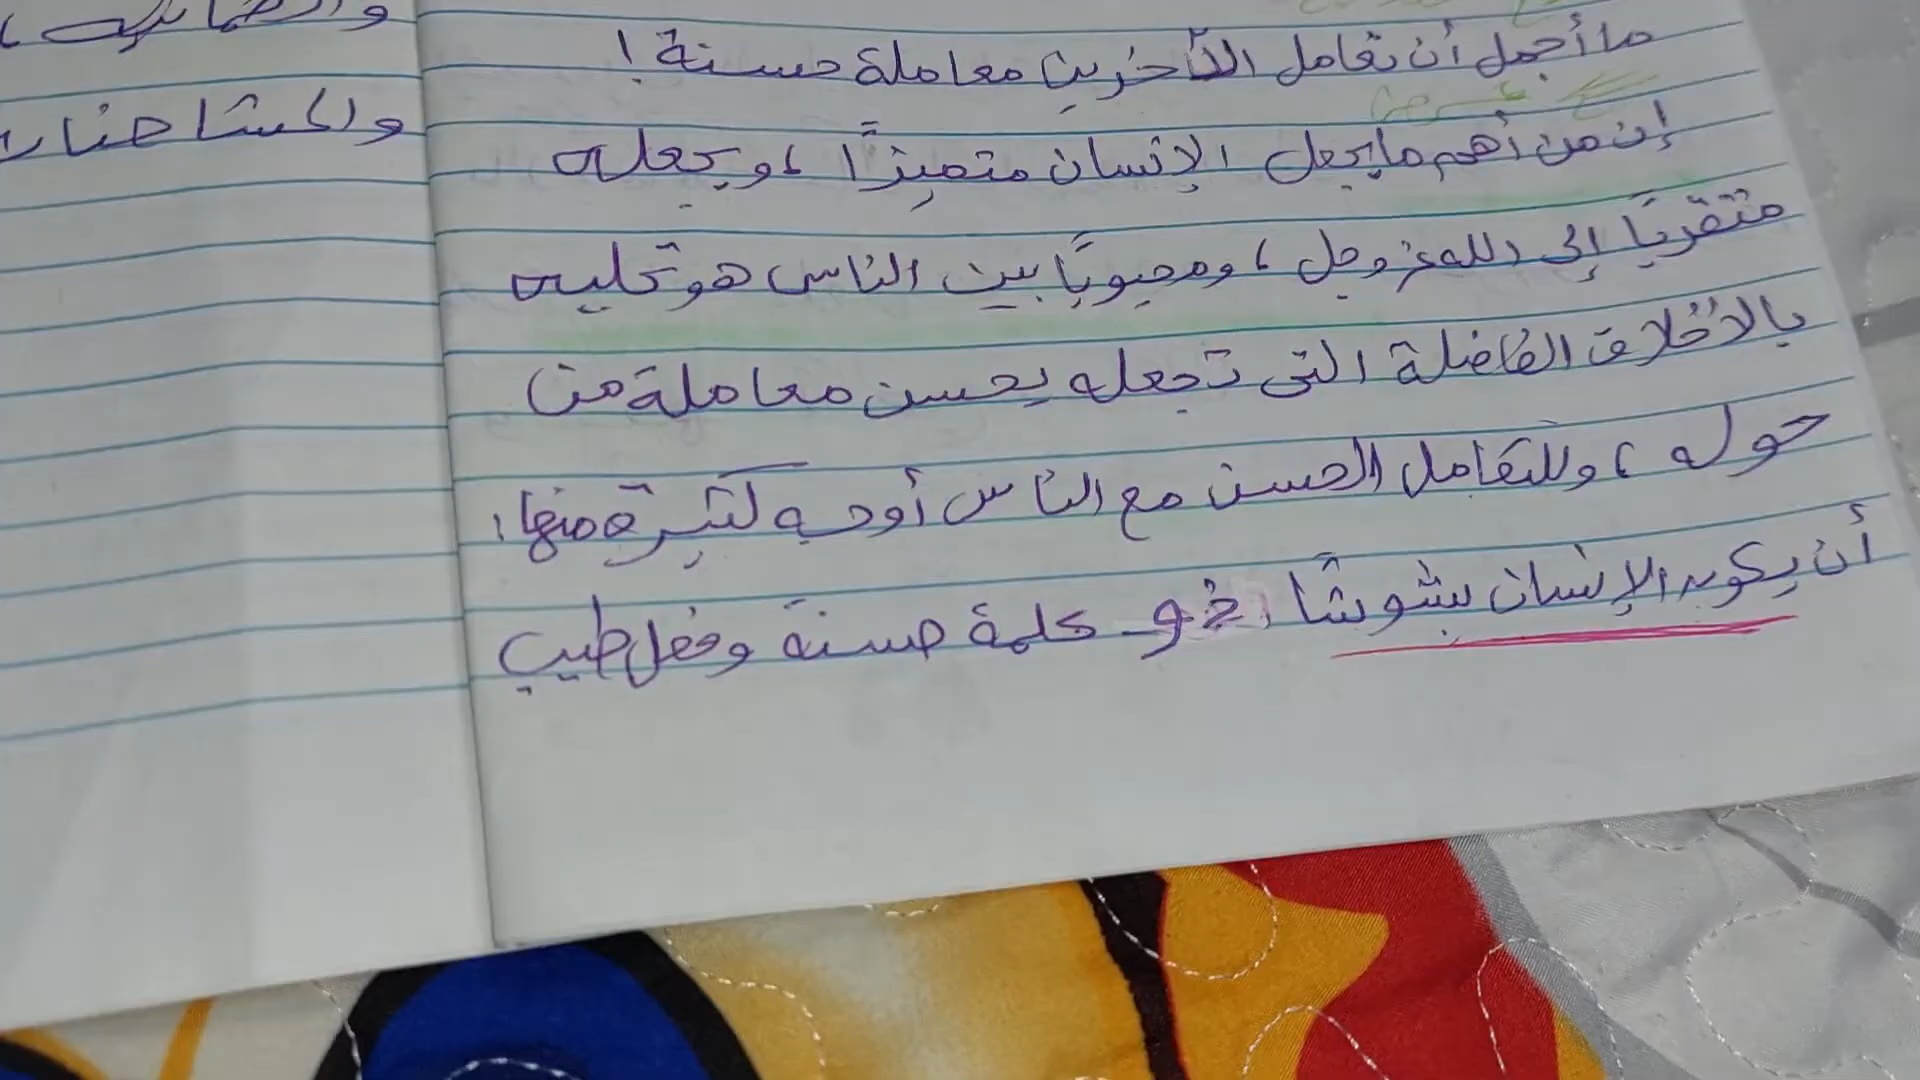 ما أجمل أن تعامل الآخرين معاملة حسنة!
إن من أهم ما يجعل الإنسان متميزًا ، ويجعله
متقربًا إلى الله عز وجل ، ومحبوبًا بين الناس هو تحليه
بالأخلاق الفاضلة التي تجعله يحسن معاملة من
حوله ، وللتعامل الحسن مع الناس أوجه كثيرة منها:
أن يكون الإنسان بشوشًا كلمة حسنة وفعل طيب
والمشاحنات